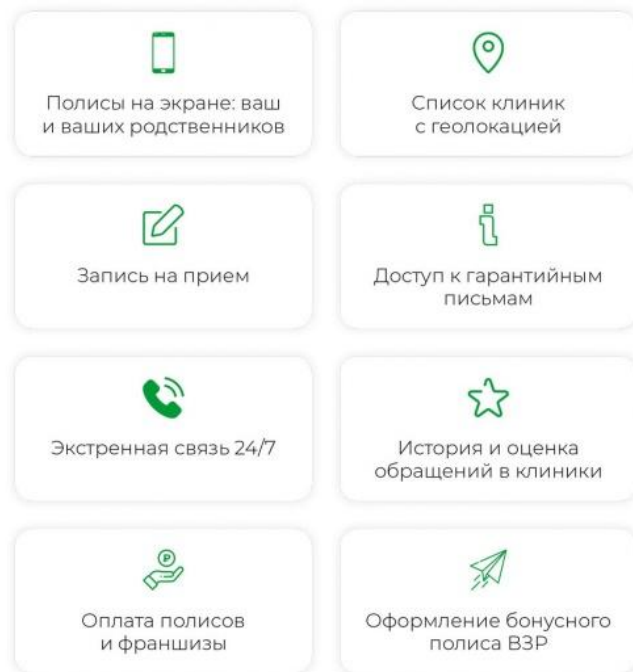 Полисы на экране: ваш
и ваших родственников
Список клиник
с геолокацией
Запись на прием
Доступ к гарантийным
письмам
Экстренная связь 24/7
История и оценка
обращений в клиники
₽
Оплата полисов
и франшизы
Оформление бонусного
полиса ВЗР